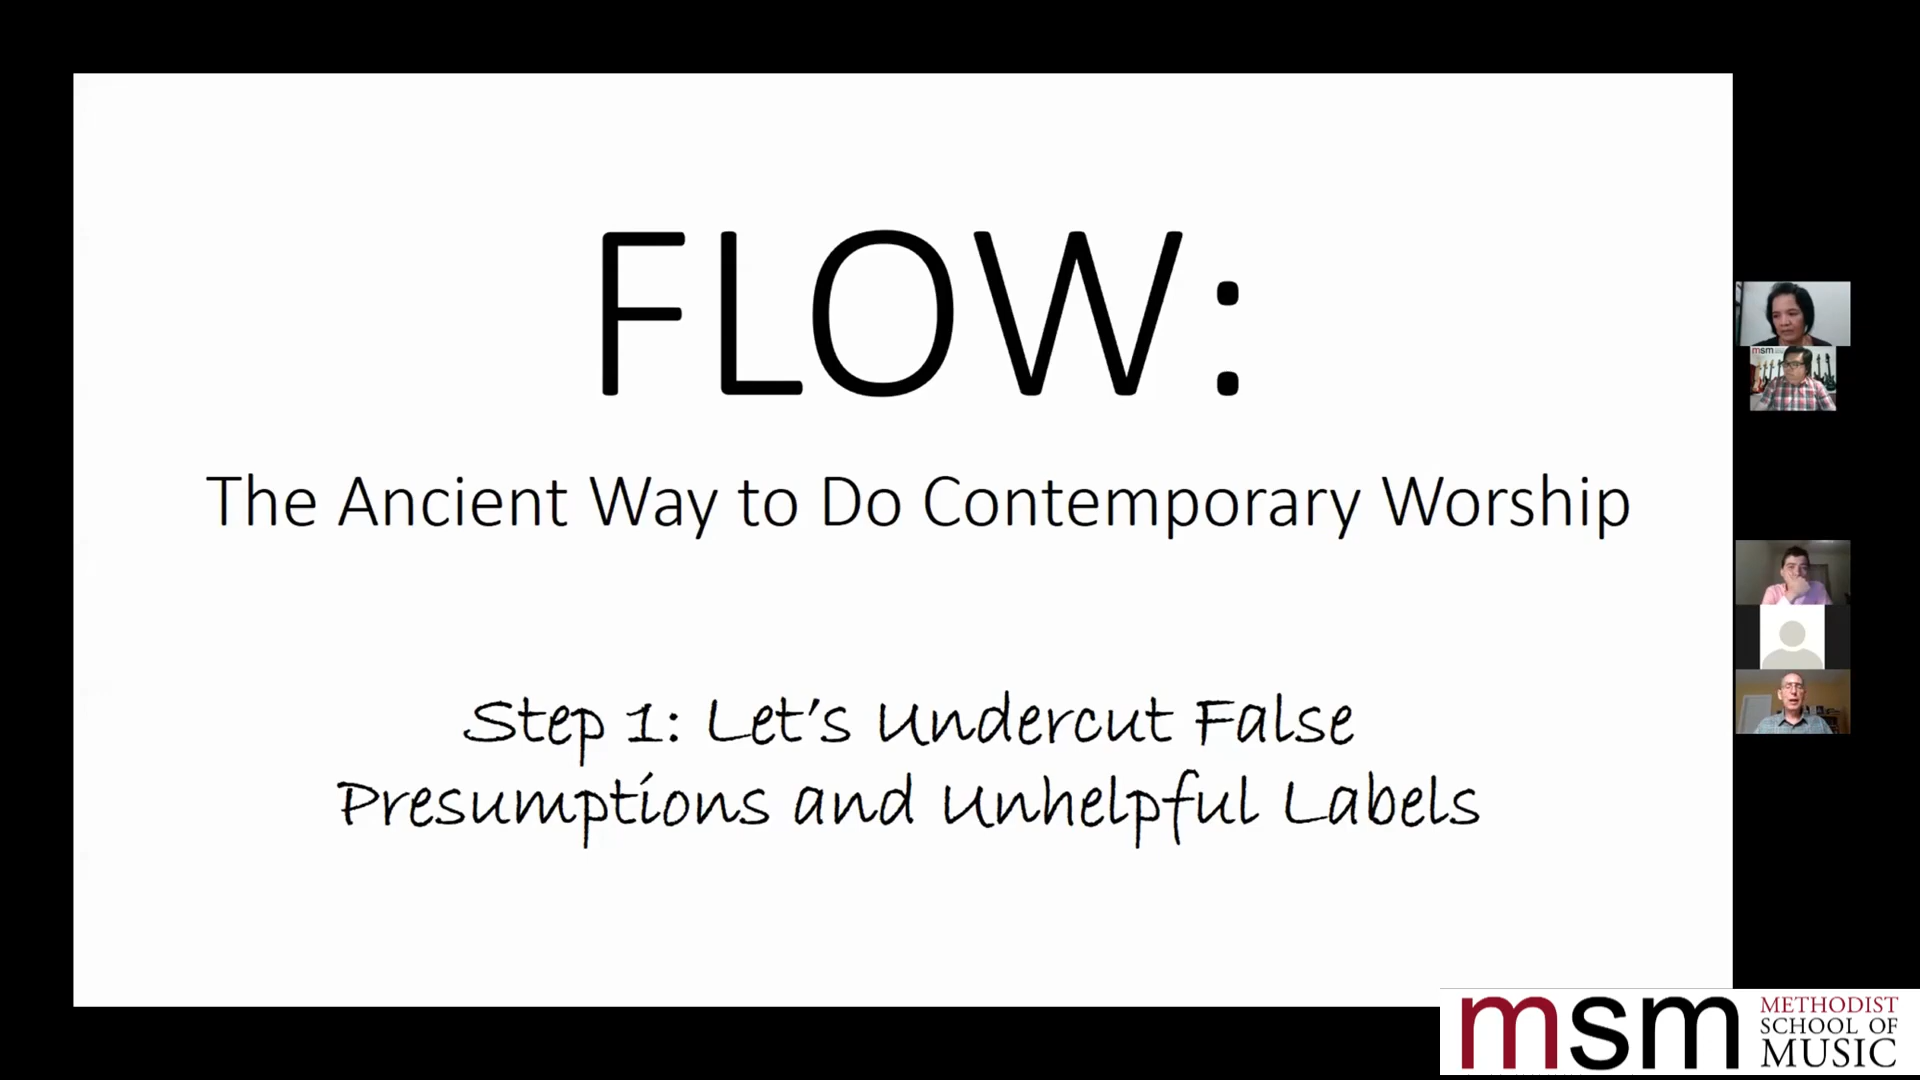 FLOW:
The Ancient Way to Do Contemporary Worship
Step 1: Let's Undercut False
Presumptions and Unhelpful Labels
msm
msm
METHODIST
SCHOOL OF
MUSIC